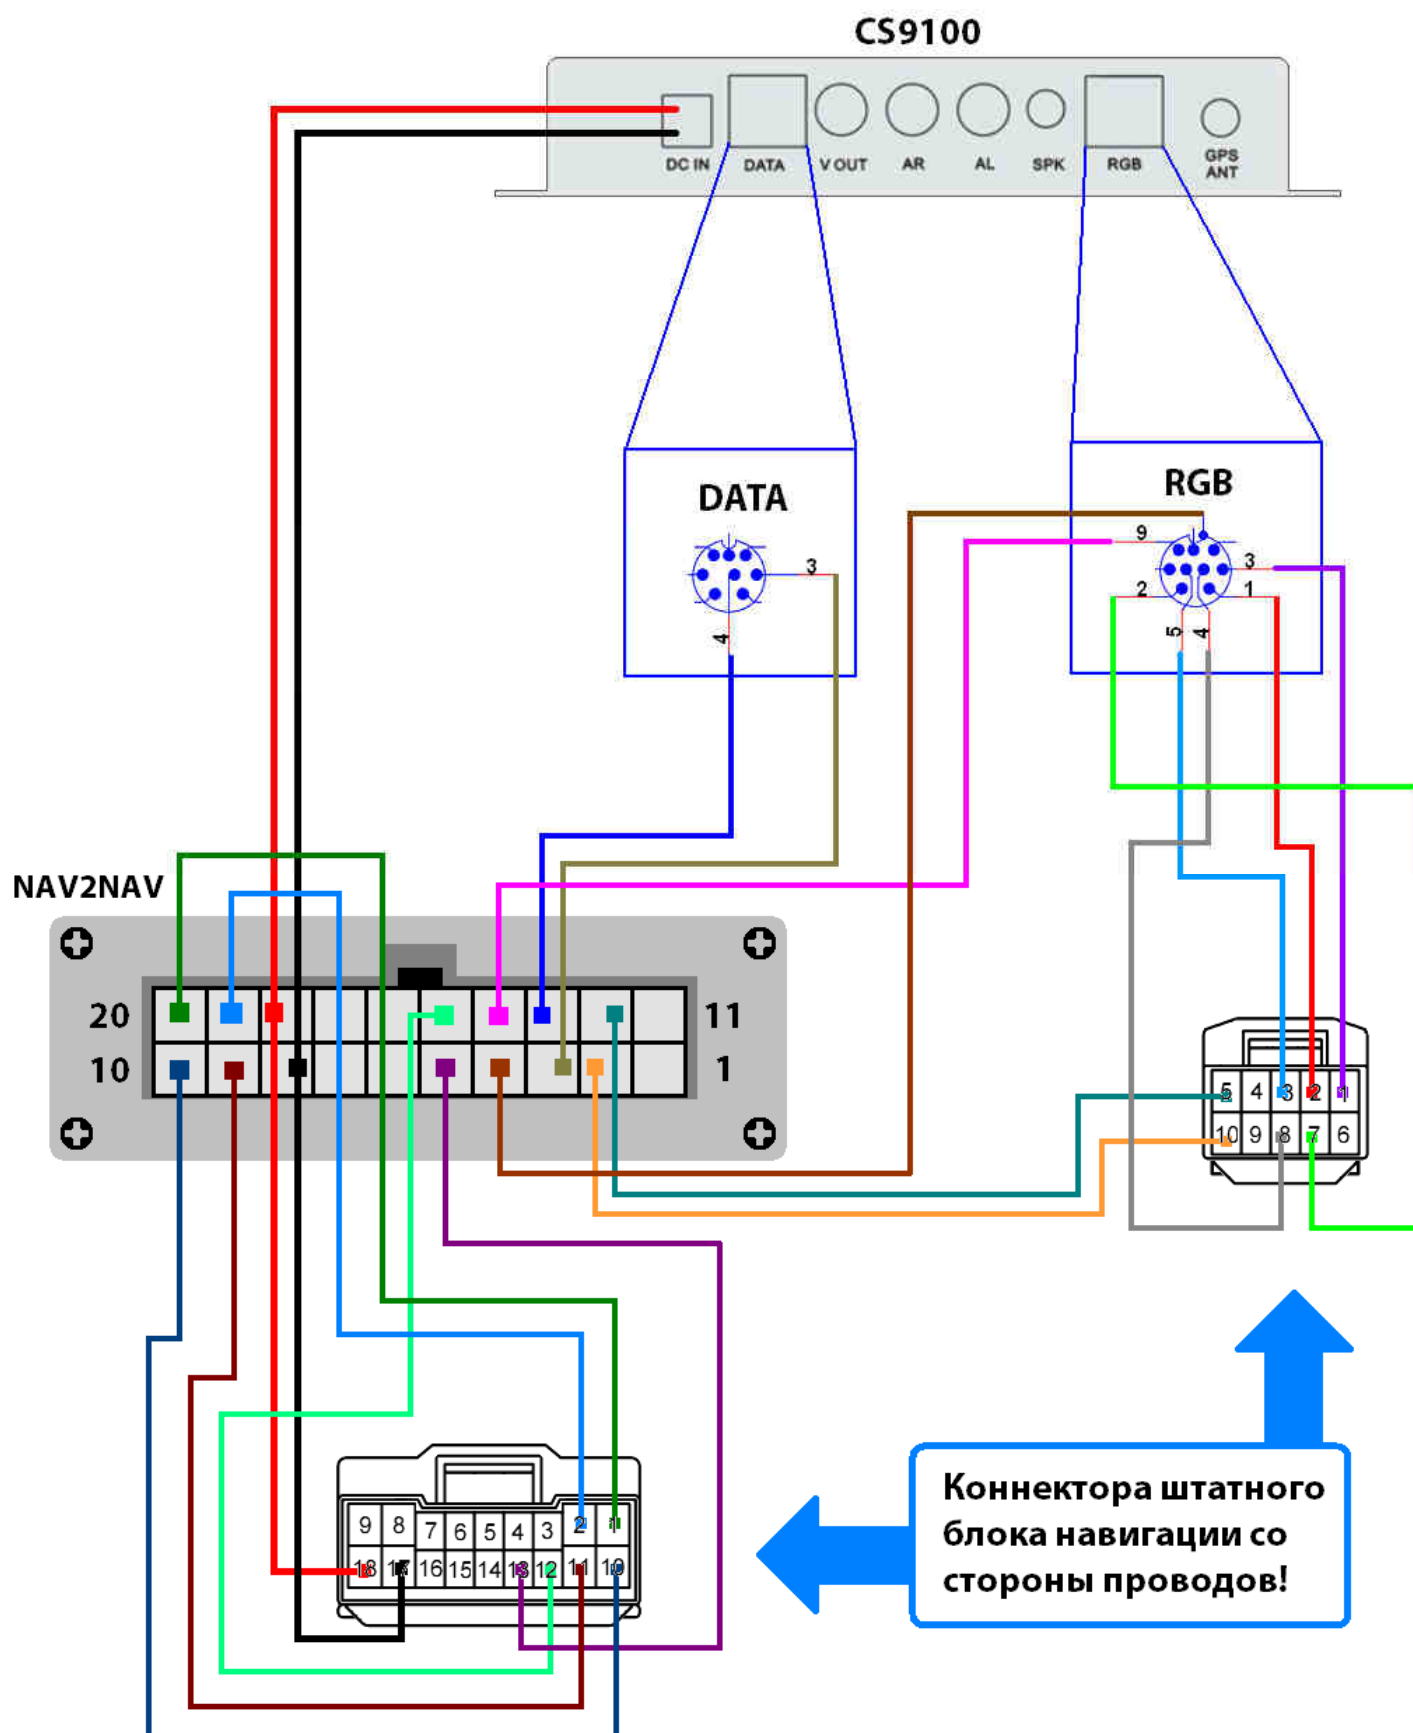 CS9100
DC IN DATA V OUT AR AL SPK RGB GPS ANT
DATA
3
4
RGB
9
3
2
1
5
4
NAV2NAV
20
11
10
1
5 4 3 2 1
10 9 8 7 6
9 8 7 6 5 4 3 2 1
18 17 16 15 14 13 12 11 10
Коннектора штатного
блока навигации со
стороны проводов!